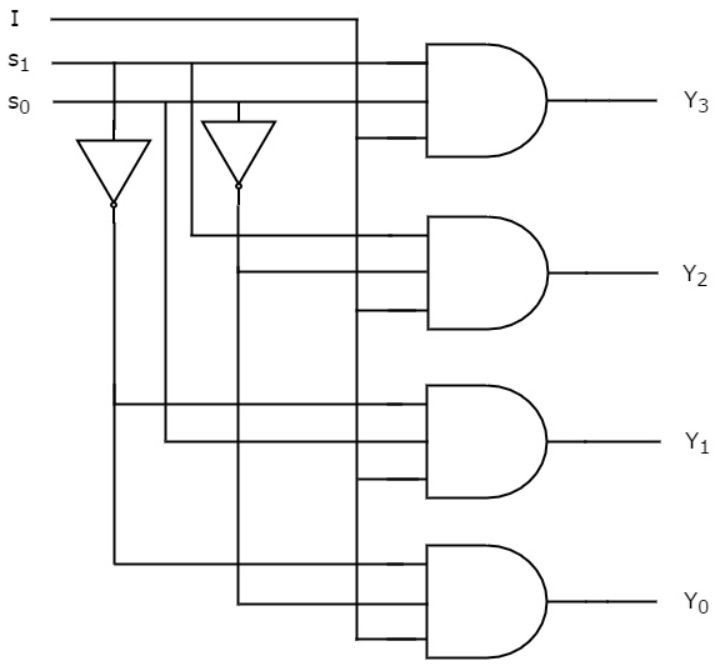 I
s₁
s₀
Y₃
Y₂
Y₁
Y₀